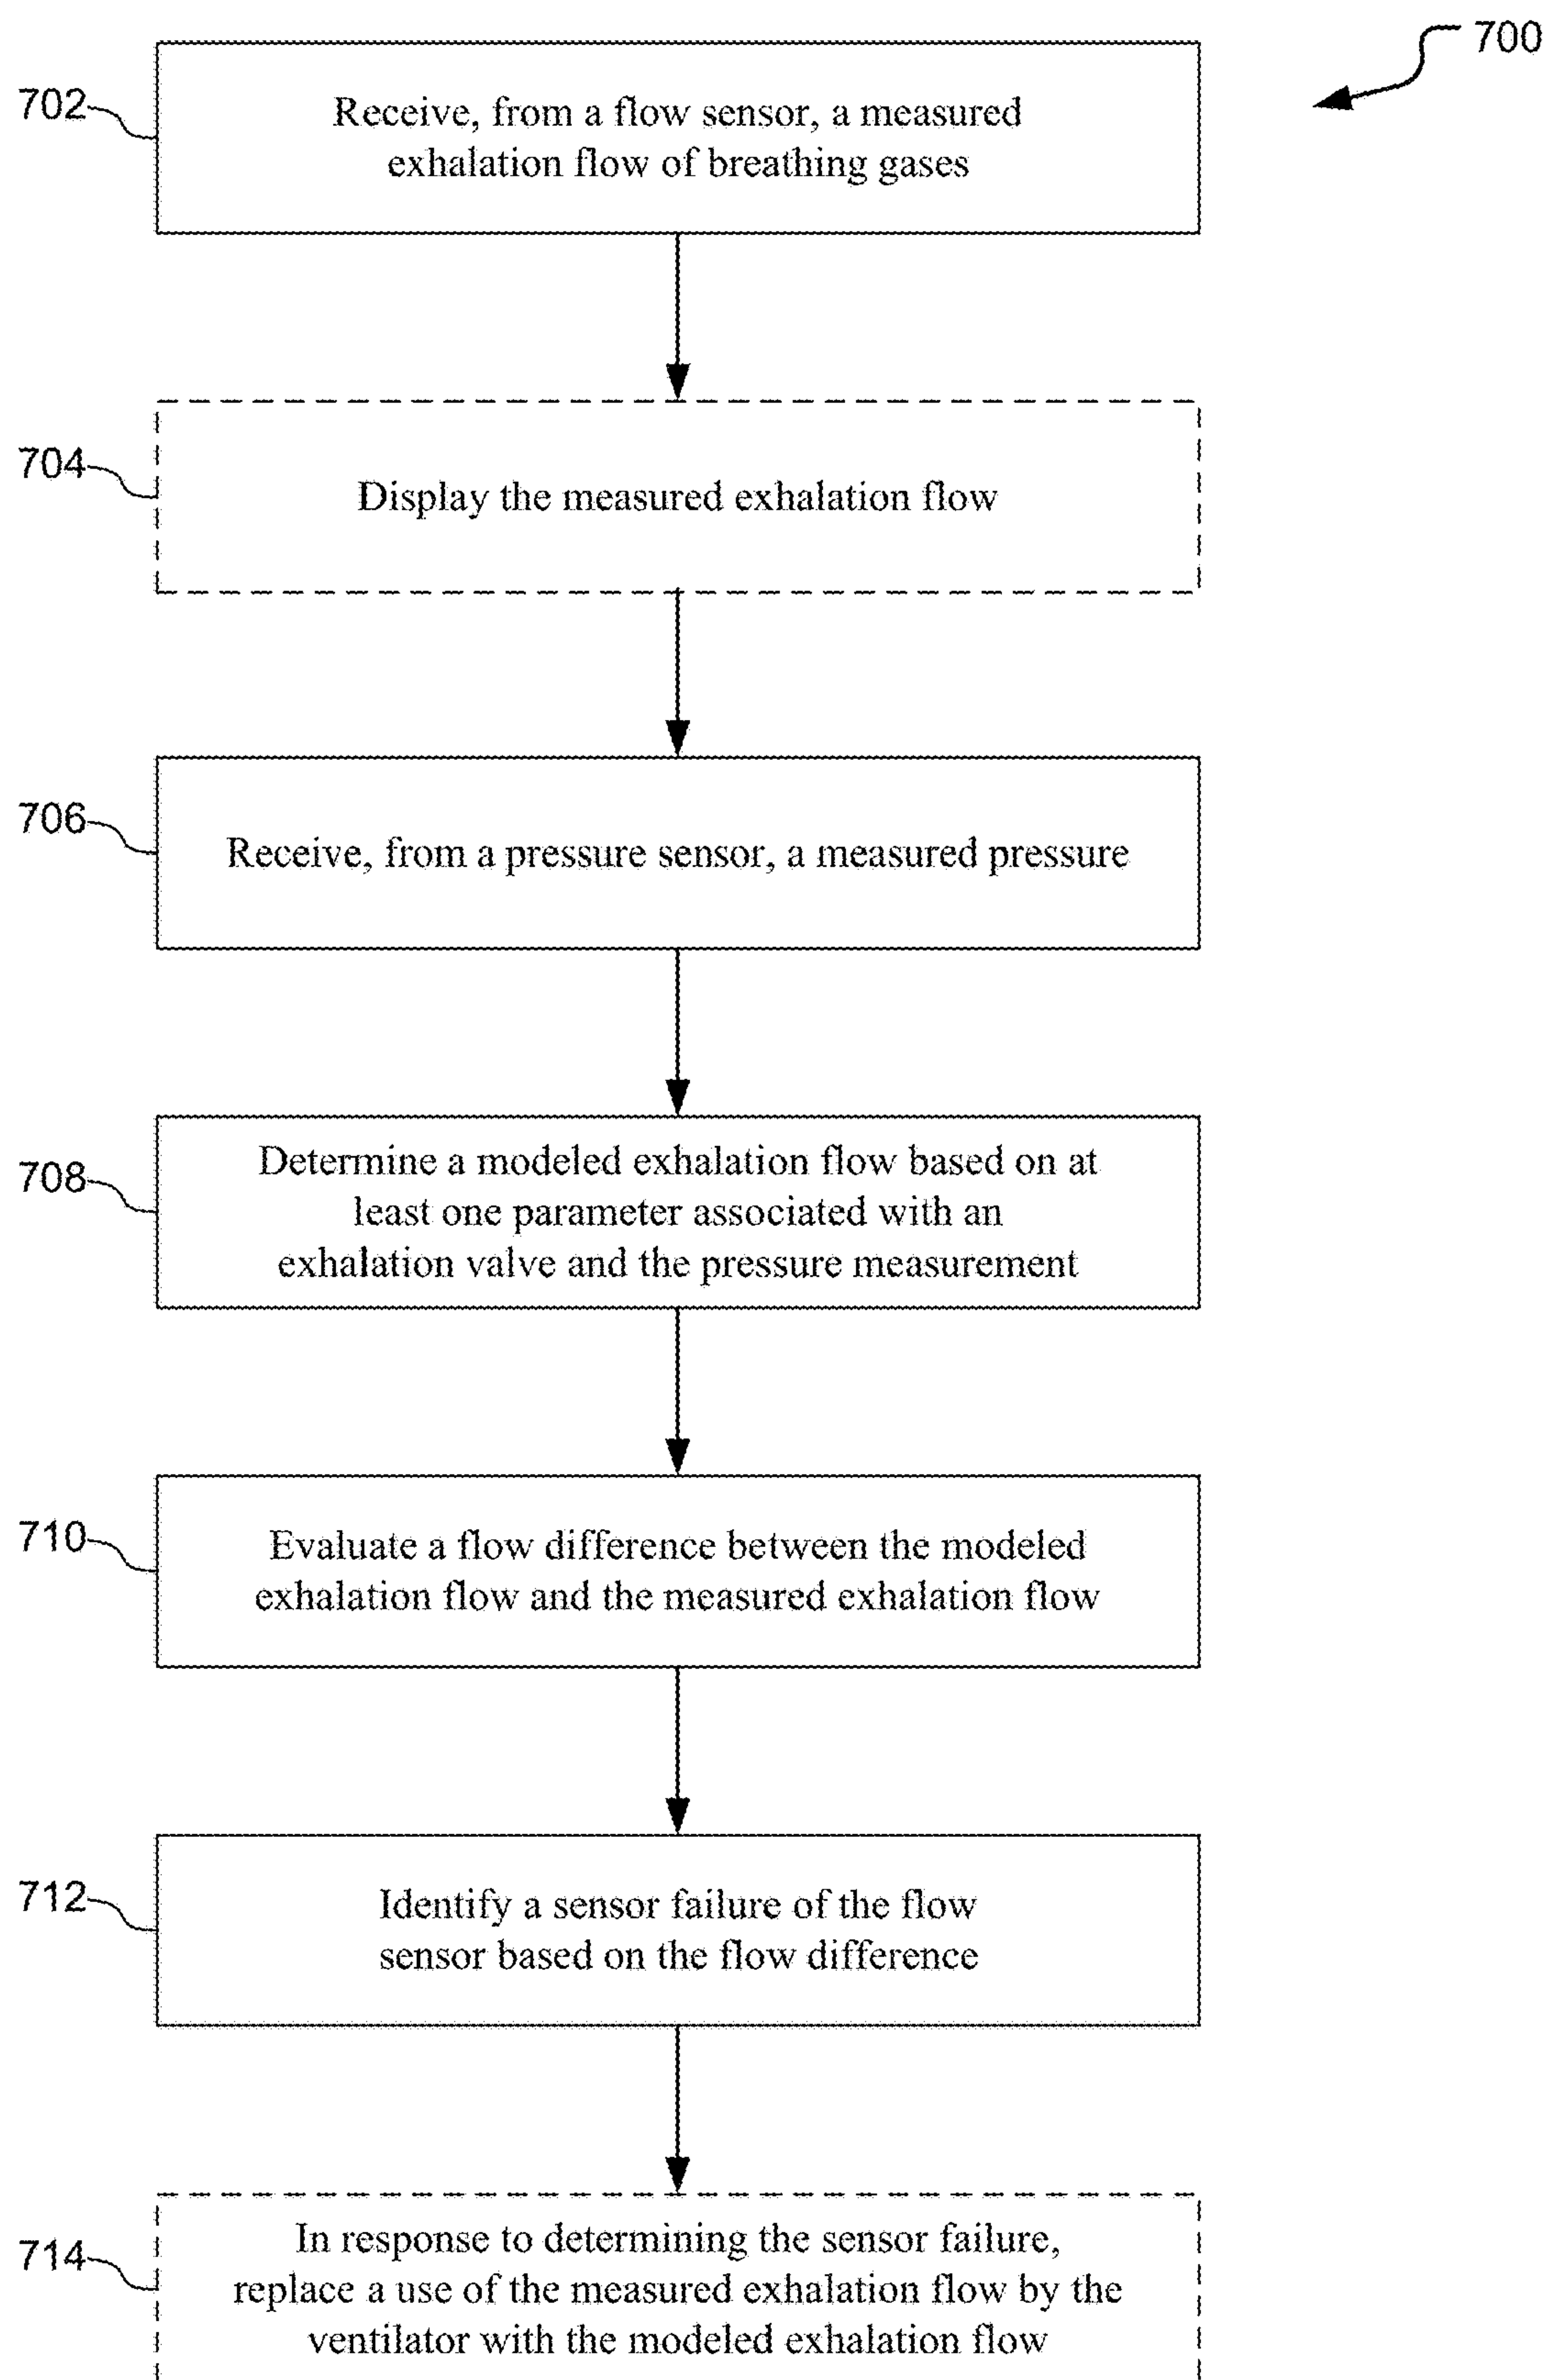 700
702
Receive, from a flow sensor, a measured
exhalation flow of breathing gases
704
Display the measured exhalation flow
706
Receive, from a pressure sensor, a measured pressure
708
Determine a modeled exhalation flow based on at
least one parameter associated with an
exhalation valve and the pressure measurement
710
Evaluate a flow difference between the modeled
exhalation flow and the measured exhalation flow
712
Identify a sensor failure of the flow
sensor based on the flow difference
714
In response to determining the sensor failure,
replace a use of the measured exhalation flow by the
ventilator with the modeled exhalation flow